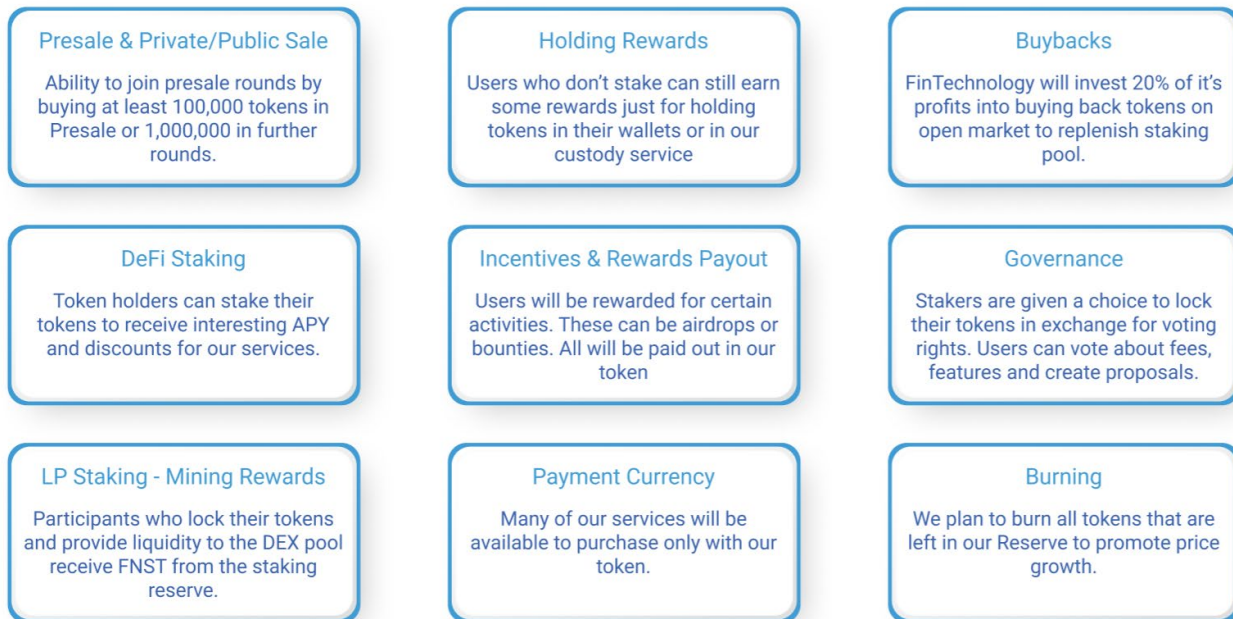 Presale & Private/Public Sale
Ability to join presale rounds by
buying at least 100,000 tokens in
Presale or 1,000,000 in further
rounds.
Holding Rewards
Users who don’t stake can still earn
some rewards just for holding
tokens in their wallets or in our
custody service
Buybacks
FinTechnology will invest 20% of it’s
profits into buying back tokens on
open market to replenish staking
pool.
DeFi Staking
Token holders can stake their
tokens to receive interesting APY
and discounts for our services.
Incentives & Rewards Payout
Users will be rewarded for certain
activities. These can be airdrops or
bounties. All will be paid out in our
token
Governance
Stakers are given a choice to lock
their tokens in exchange for voting
rights. Users can vote about fees,
features and create proposals.
LP Staking - Mining Rewards
Participants who lock their tokens
and provide liquidity to the DEX pool
receive FNST from the staking
reserve.
Payment Currency
Many of our services will be
available to purchase only with our
token.
Burning
We plan to burn all tokens that are
left in our Reserve to promote price
growth.